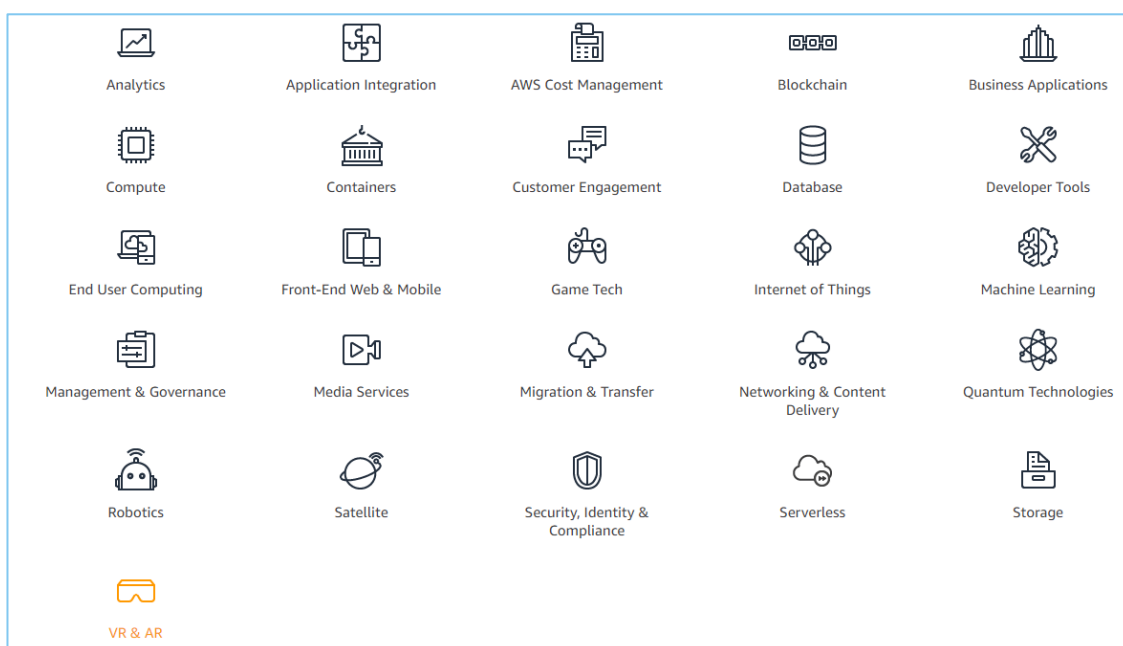 Analytics
Application Integration
AWS Cost Management
Blockchain
Business Applications
Compute
Containers
Customer Engagement
Database
Developer Tools
End User Computing
Front-End Web & Mobile
Game Tech
Internet of Things
Machine Learning
Management & Governance
Media Services
Migration & Transfer
Networking & Content
Delivery
Quantum Technologies
Robotics
Satellite
Security, Identity &
Compliance
Serverless
Storage
VR & AR